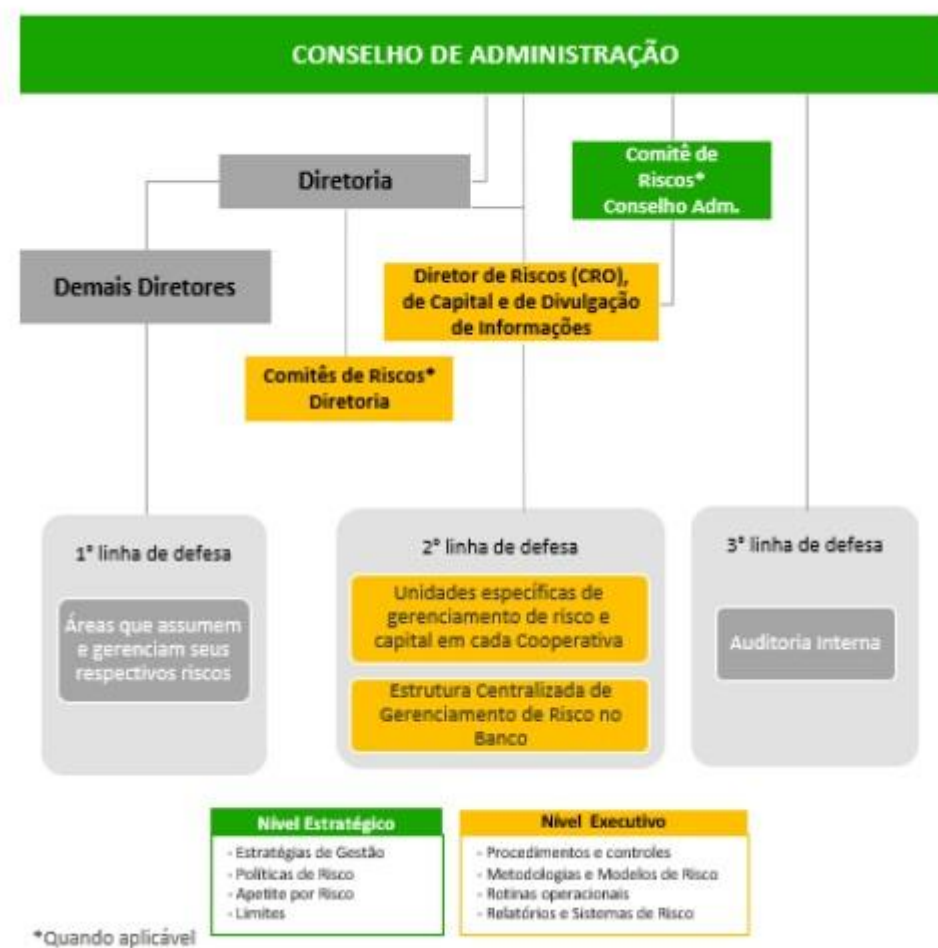 CONSELHO DE ADMINISTRAÇÃO
Diretoria
Comitê de
Riscos*
Conselho Adm.
Demais Diretores
Diretor de Riscos (CRO),
de Capital e de Divulgação
de Informações
Comitês de Riscos*
Diretoria
1° linha de defesa
Áreas que assumem
e gerenciam seus
respectivos riscos
2° linha de defesa
Unidades específicas de
gerenciamento de risco e
capital em cada Cooperativa
Estrutura Centralizada de
Gerenciamento de Risco no
Banco
3° linha de defesa
Auditoria Interna
Nível Estratégico
- Estratégias de Gestão
- Políticas de Risco
- Apetite por Risco
- Limites
Nível Executivo
- Procedimentos e controles
- Metodologias e Modelos de Risco
- Rotinas operacionais
- Relatórios e Sistemas de Risco
*Quando aplicável